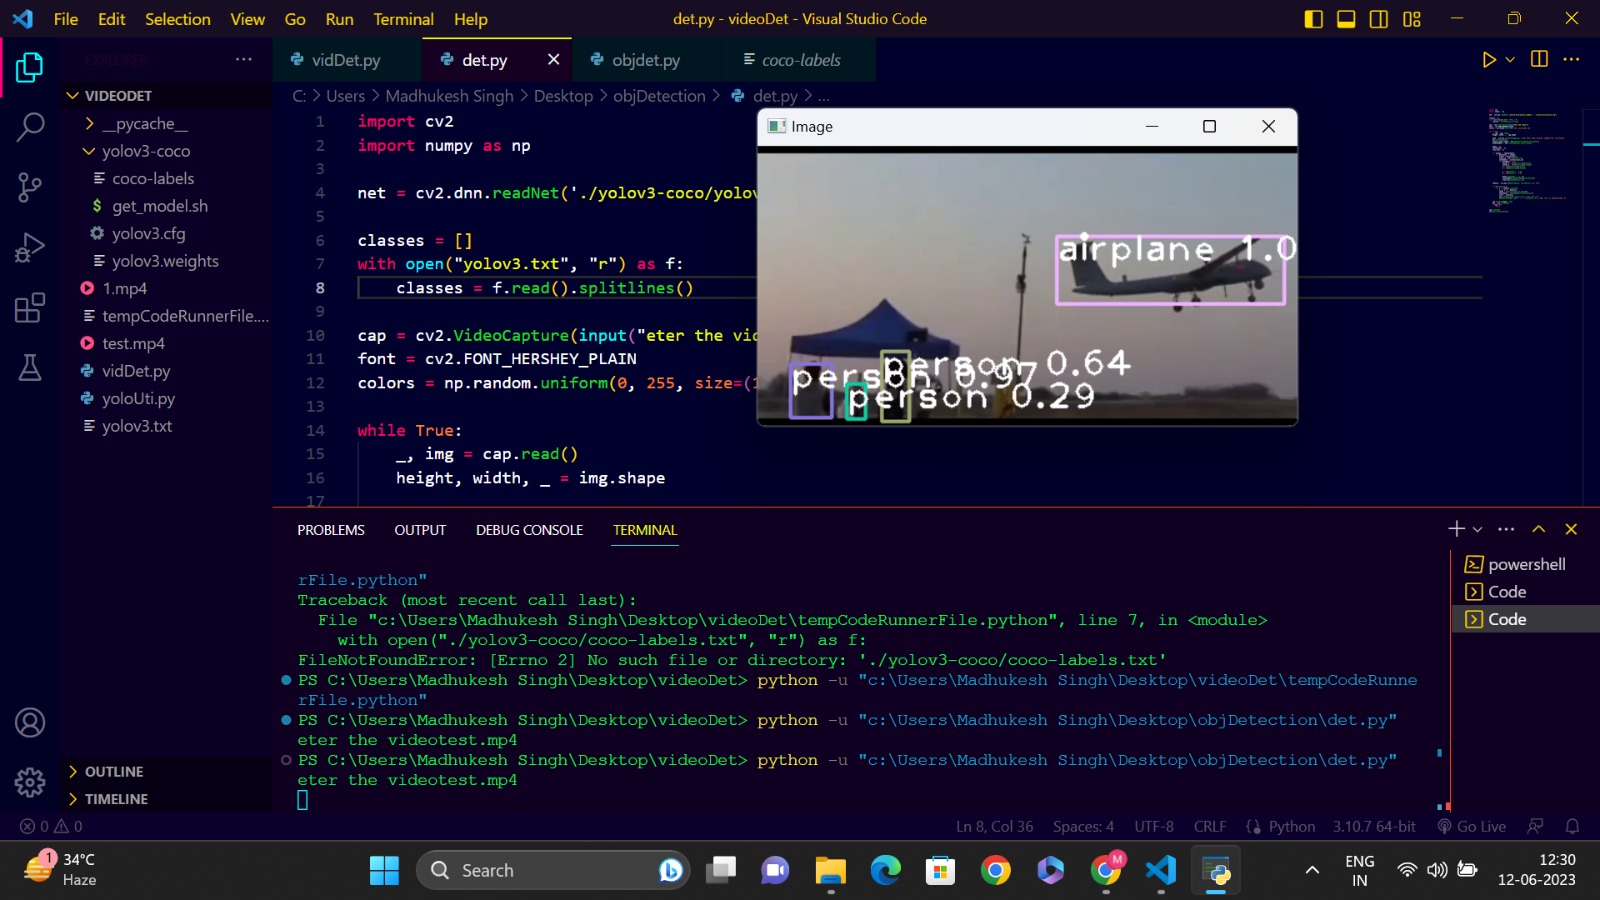 File Edit Selection View Go Run Terminal Help
det.py - videoDet - Visual Studio Code
EXPLORER
vidDet.py
det.py
objdet.py
coco-labels
C: > Users > Madhukesh Singh > Desktop > objDetection > det.py > ...
VIDEODET
__pycache__
yolov3-coco
coco-labels
get_model.sh
yolov3.cfg
yolov3.weights
1.mp4
tempCodeRunnerFile....
test.mp4
vidDet.py
yoloUti.py
yolov3.txt
OUTLINE
TIMELINE
1 import cv2
2 import numpy as np
3
4 net = cv2.dnn.readNet('./yolov3-coco/yolov
5
6 classes = []
7 with open("yolov3.txt", "r") as f:
8 classes = f.read().splitlines()
9
10 cap = cv2.VideoCapture(input("eter the vid
11 font = cv2.FONT_HERSHEY_PLAIN
12 colors = np.random.uniform(0, 255, size=(1
13
14 while True:
15 _, img = cap.read()
16 height, width, _ = img.shape
17
Image
airplane 1.0
person 0.64
person 0.97
person 0.29
PROBLEMS OUTPUT DEBUG CONSOLE TERMINAL
rFile.python"
Traceback (most recent call last):
File "c:\Users\Madhukesh Singh\Desktop\videoDet\tempCodeRunnerFile.python", line 7, in <module>
with open("./yolov3-coco/coco-labels.txt", "r") as f:
FileNotFoundError: [Errno 2] No such file or directory: './yolov3-coco/coco-labels.txt'
PS C:\Users\Madhukesh Singh\Desktop\videoDet> python -u "c:\Users\Madhukesh Singh\Desktop\videoDet\tempCodeRunne
rFile.python"
PS C:\Users\Madhukesh Singh\Desktop\videoDet> python -u "c:\Users\Madhukesh Singh\Desktop\objDetection\det.py"
eter the videotest.mp4
PS C:\Users\Madhukesh Singh\Desktop\videoDet> python -u "c:\Users\Madhukesh Singh\Desktop\objDetection\det.py"
eter the videotest.mp4
powershell
Code
Code
0 0
Ln 8, Col 36 Spaces: 4 UTF-8 CRLF Python 3.10.7 64-bit Go Live
1
34°C
Haze
Search
M
ENG
IN
12:30
12-06-2023